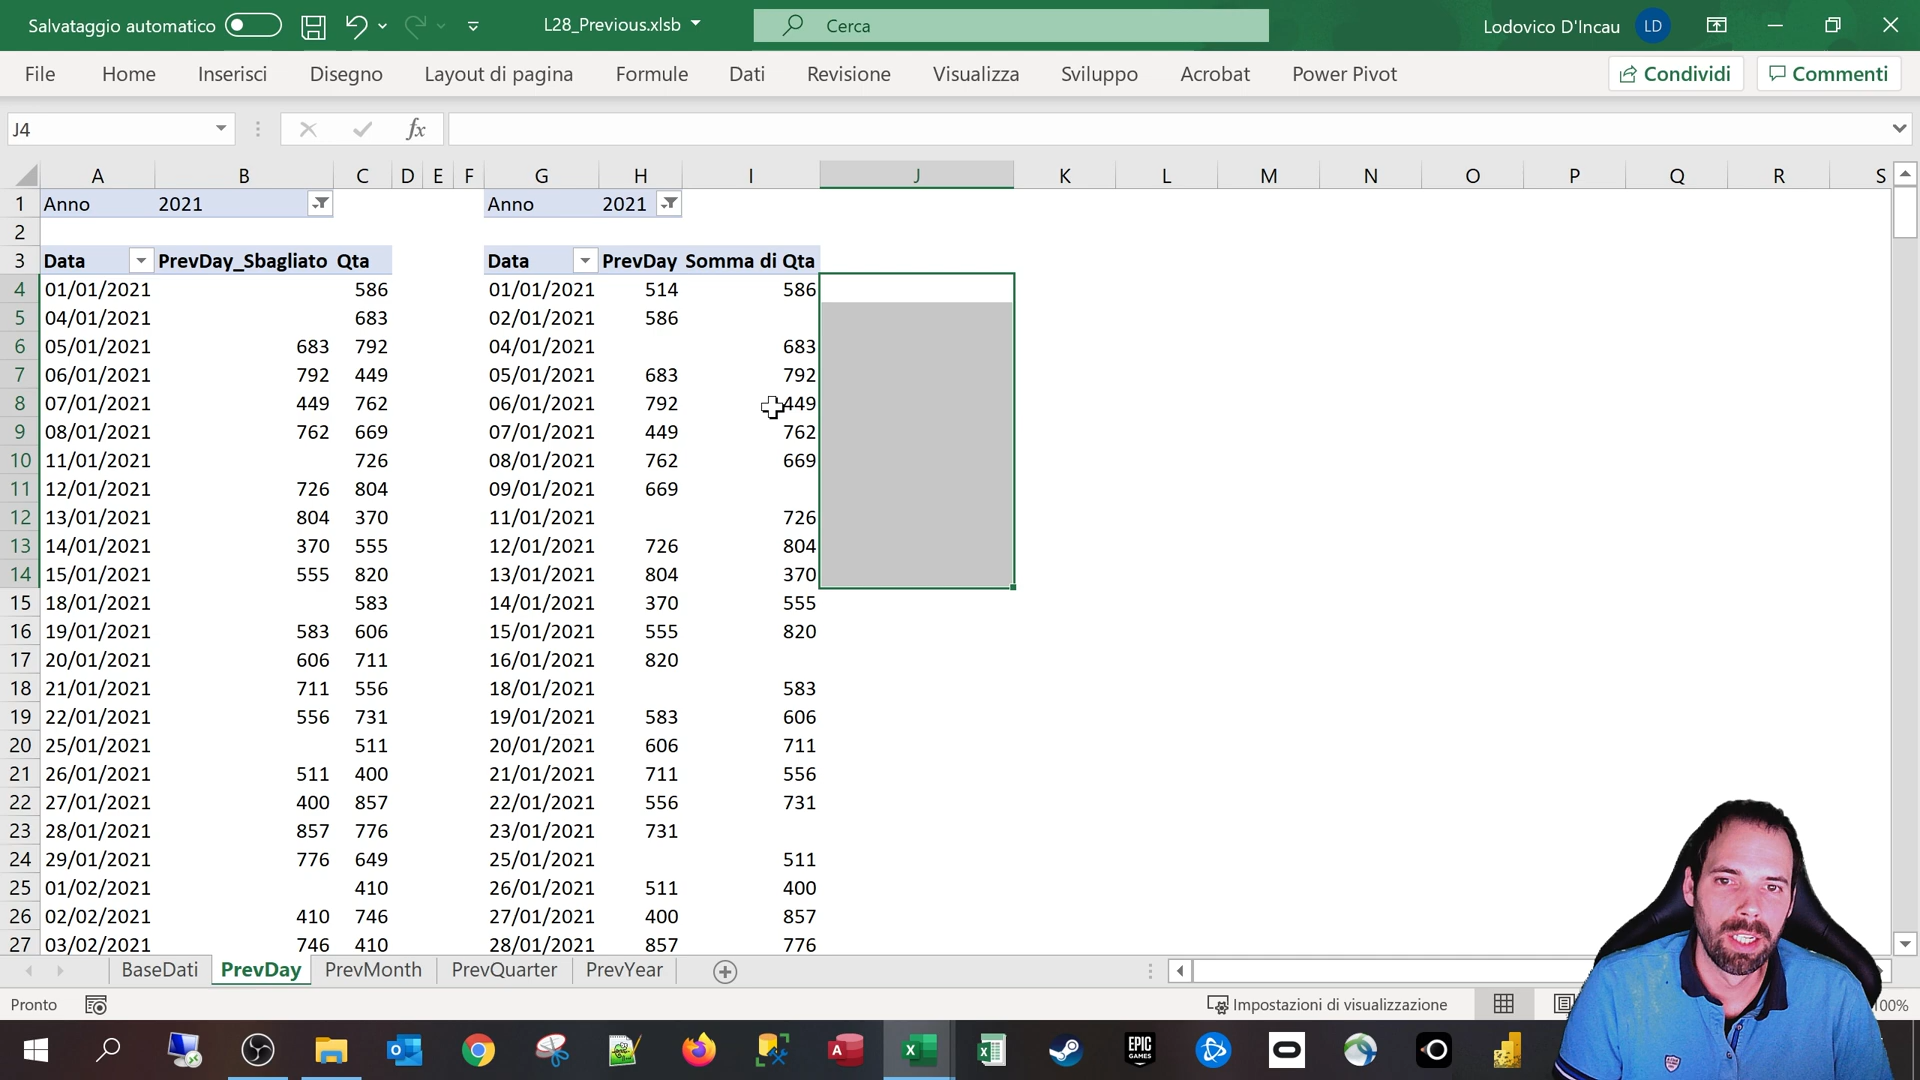 Salvataggio automatico L28_Previous.xlsb Cerca Lodovico D'Incau LD
File Home Inserisci Disegno Layout di pagina Formule Dati Revisione Visualizza Sviluppo Acrobat Power Pivot Condividi Commenti
J4 fx
A B C D E F G H I J K L M N O P Q R S
1 Anno 2021 Anno 2021
2
3 Data PrevDay_Sbagliato Qta Data PrevDay Somma di Qta
4 01/01/2021 586 01/01/2021 514 586
5 04/01/2021 683 02/01/2021 586
6 05/01/2021 683 792 04/01/2021 683
7 06/01/2021 792 449 05/01/2021 683 792
8 07/01/2021 449 762 06/01/2021 792 449
9 08/01/2021 762 669 07/01/2021 449 762
10 11/01/2021 726 08/01/2021 762 669
11 12/01/2021 726 804 09/01/2021 669
12 13/01/2021 804 370 11/01/2021 726
13 14/01/2021 370 555 12/01/2021 726 804
14 15/01/2021 555 820 13/01/2021 804 370
15 18/01/2021 583 14/01/2021 370 555
16 19/01/2021 583 606 15/01/2021 555 820
17 20/01/2021 606 711 16/01/2021 820
18 21/01/2021 711 556 18/01/2021 583
19 22/01/2021 556 731 19/01/2021 583 606
20 25/01/2021 511 20/01/2021 606 711
21 26/01/2021 511 400 21/01/2021 711 556
22 27/01/2021 400 857 22/01/2021 556 731
23 28/01/2021 857 776 23/01/2021 731
24 29/01/2021 776 649 25/01/2021 511
25 01/02/2021 410 26/01/2021 511 400
26 02/02/2021 410 746 27/01/2021 400 857
27 03/02/2021 746 410 28/01/2021 857 776
BaseDati PrevDay PrevMonth PrevQuarter PrevYear
Pronto Impostazioni di visualizzazione 100%
EPIC GAMES